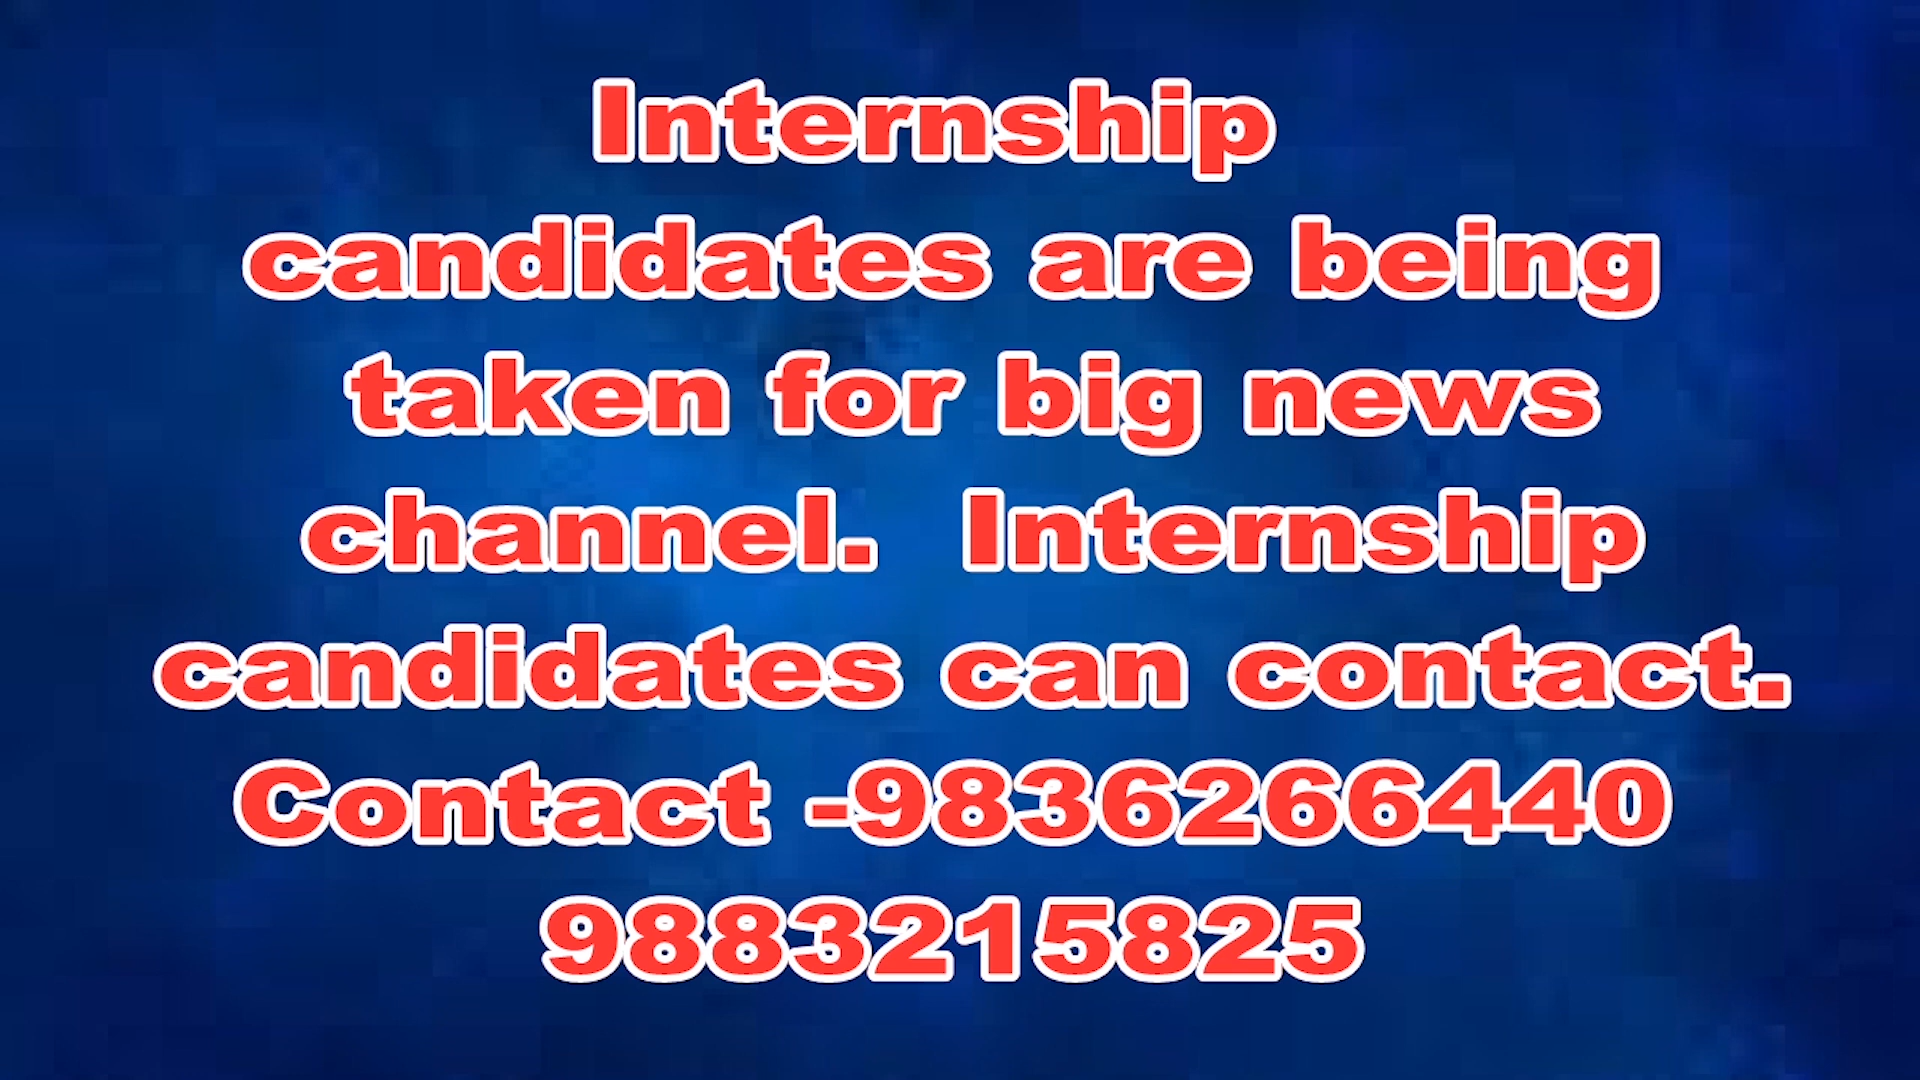 Internship
candidates are being
taken for big news
channel.  Internship
candidates can contact.
Contact -9836266440
9883215825